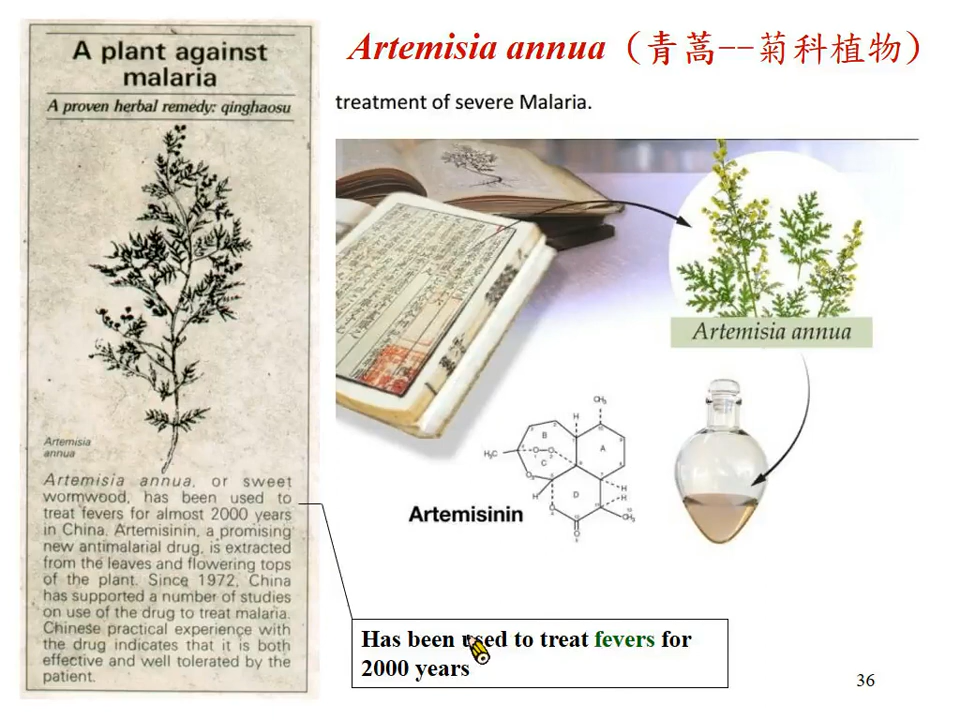 A plant against
malaria
A proven herbal remedy: qinghaosu
Artemisia
annua
Artemisia annua, or sweet
wormwood, has been used to
treat fevers for almost 2000 years
in China. Artemisinin, a promising
new antimalarial drug, is extracted
from the leaves and flowering tops
of the plant. Since 1972, China
has supported a number of studies
on use of the drug to treat malaria.
Chinese practical experience with
the drug indicates that it is both
effective and well tolerated by the
patient.
Artemisia annua（青蒿--菊科植物）
treatment of severe Malaria.
Artemisia annua
CH₃
H
B
A
H₃C
O
O
C
O
D
H
H
H
O
CH₃
O
Artemisinin
Has been used to treat fevers for
2000 years
36